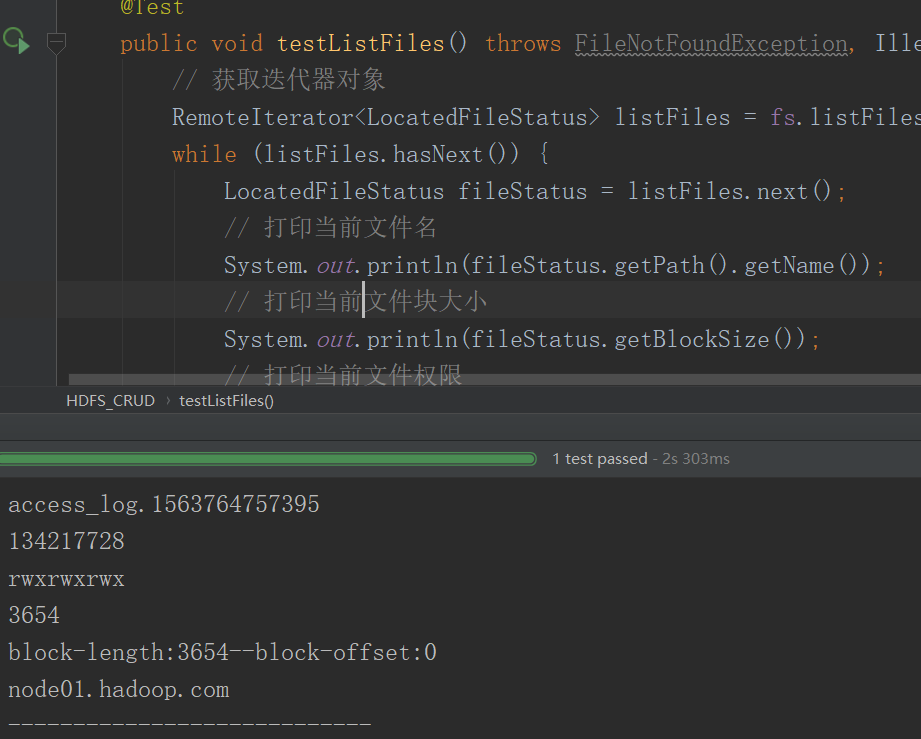 @Test
public void testListFiles() throws FileNotFoundException, Ille
// 获取迭代器对象
RemoteIterator<LocatedFileStatus> listFiles = fs.listFiles
while (listFiles.hasNext()) {
LocatedFileStatus fileStatus = listFiles.next();
// 打印当前文件名
System.out.println(fileStatus.getPath().getName());
// 打印当前文件块大小
System.out.println(fileStatus.getBlockSize());
// 打印当前文件权限
HDFS_CRUD › testListFiles()
1 test passed - 2s 303ms
access_log.1563764757395
134217728
rwxrwxrwx
3654
block-length:3654--block-offset:0
node01.hadoop.com
----------------------------